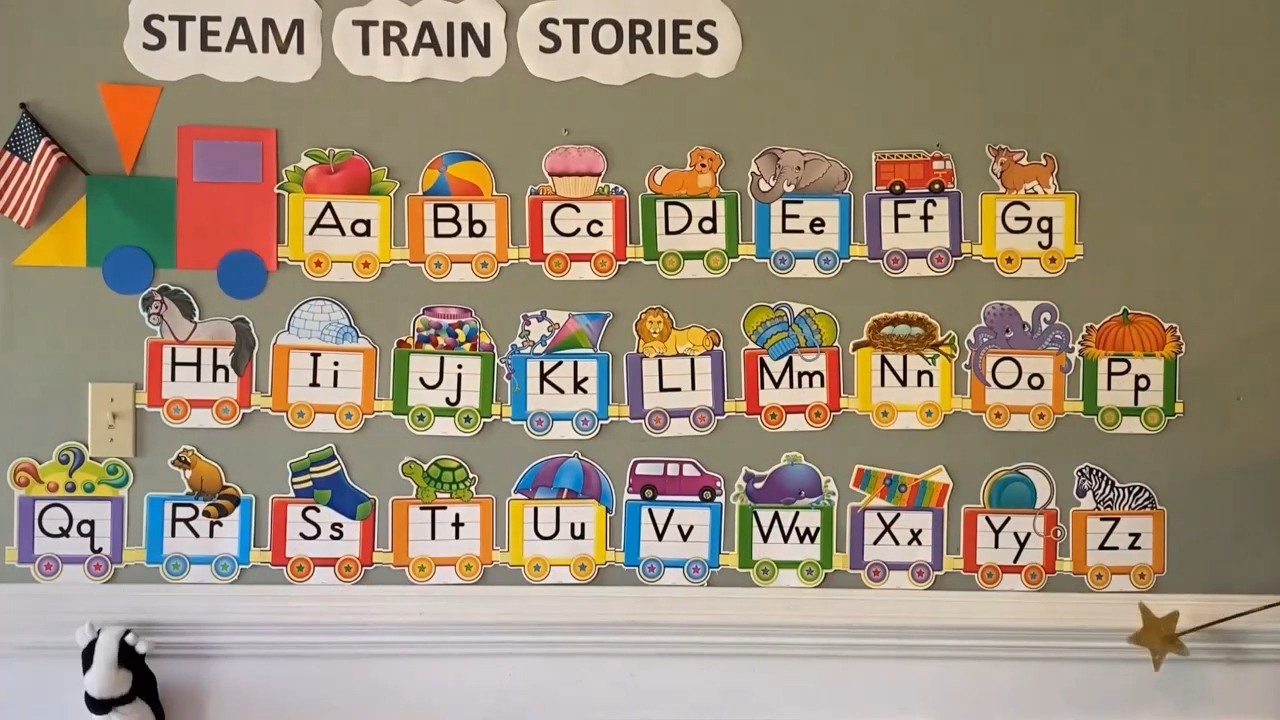 STEAM TRAIN STORIES
Aa Bb Cc Dd Ee Ff Gg
Hh Ii Jj Kk Ll Mm Nn Oo Pp
Qq Rr Ss Tt Uu Vv Ww Xx Yy Zz